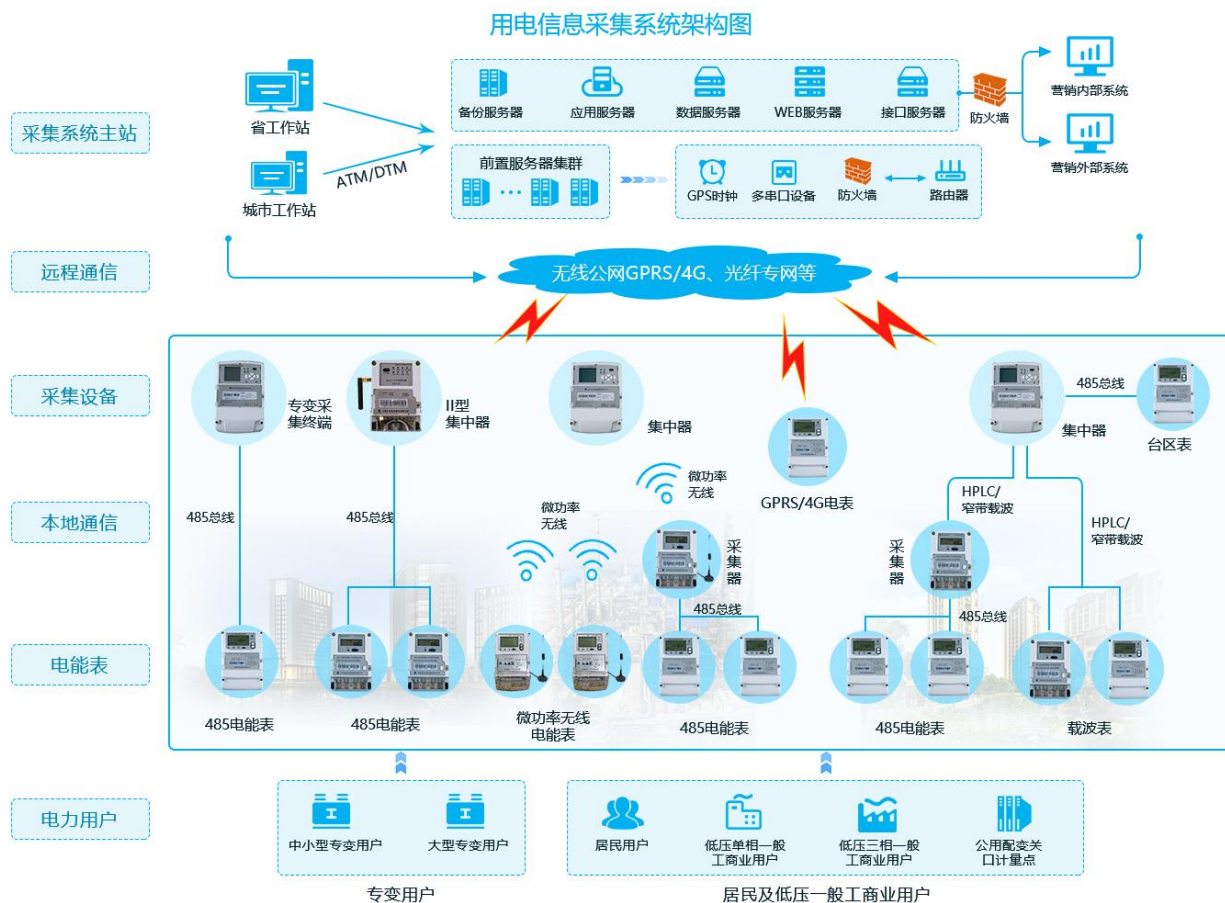 用电信息采集系统架构图
采集系统主站
省工作站
城市工作站
ATM/DTM
备份服务器
应用服务器
数据服务器
WEB服务器
接口服务器
防火墙
营销内部系统
营销外部系统
前置服务器集群
GPS时钟
多串口设备
防火墙
路由器
远程通信
无线公网GPRS/4G、光纤专网等
采集设备
专变采
集终端
II型
集中器
集中器
GPRS/4G电表
集中器
485总线
台区表
本地通信
485总线
485总线
微功率
无线
微功率
无线
采集器
485总线
采集器
HPLC/
窄带载波
HPLC/
窄带载波
485总线
电能表
485电能表
485电能表
微功率无线
电能表
485电能表
485电能表
载波表
电力用户
中小型专变用户
大型专变用户
专变用户
居民用户
低压单相一般
工商业用户
低压三相一般
工商业用户
公用配变关
口计量点
居民及低压一般工商业用户